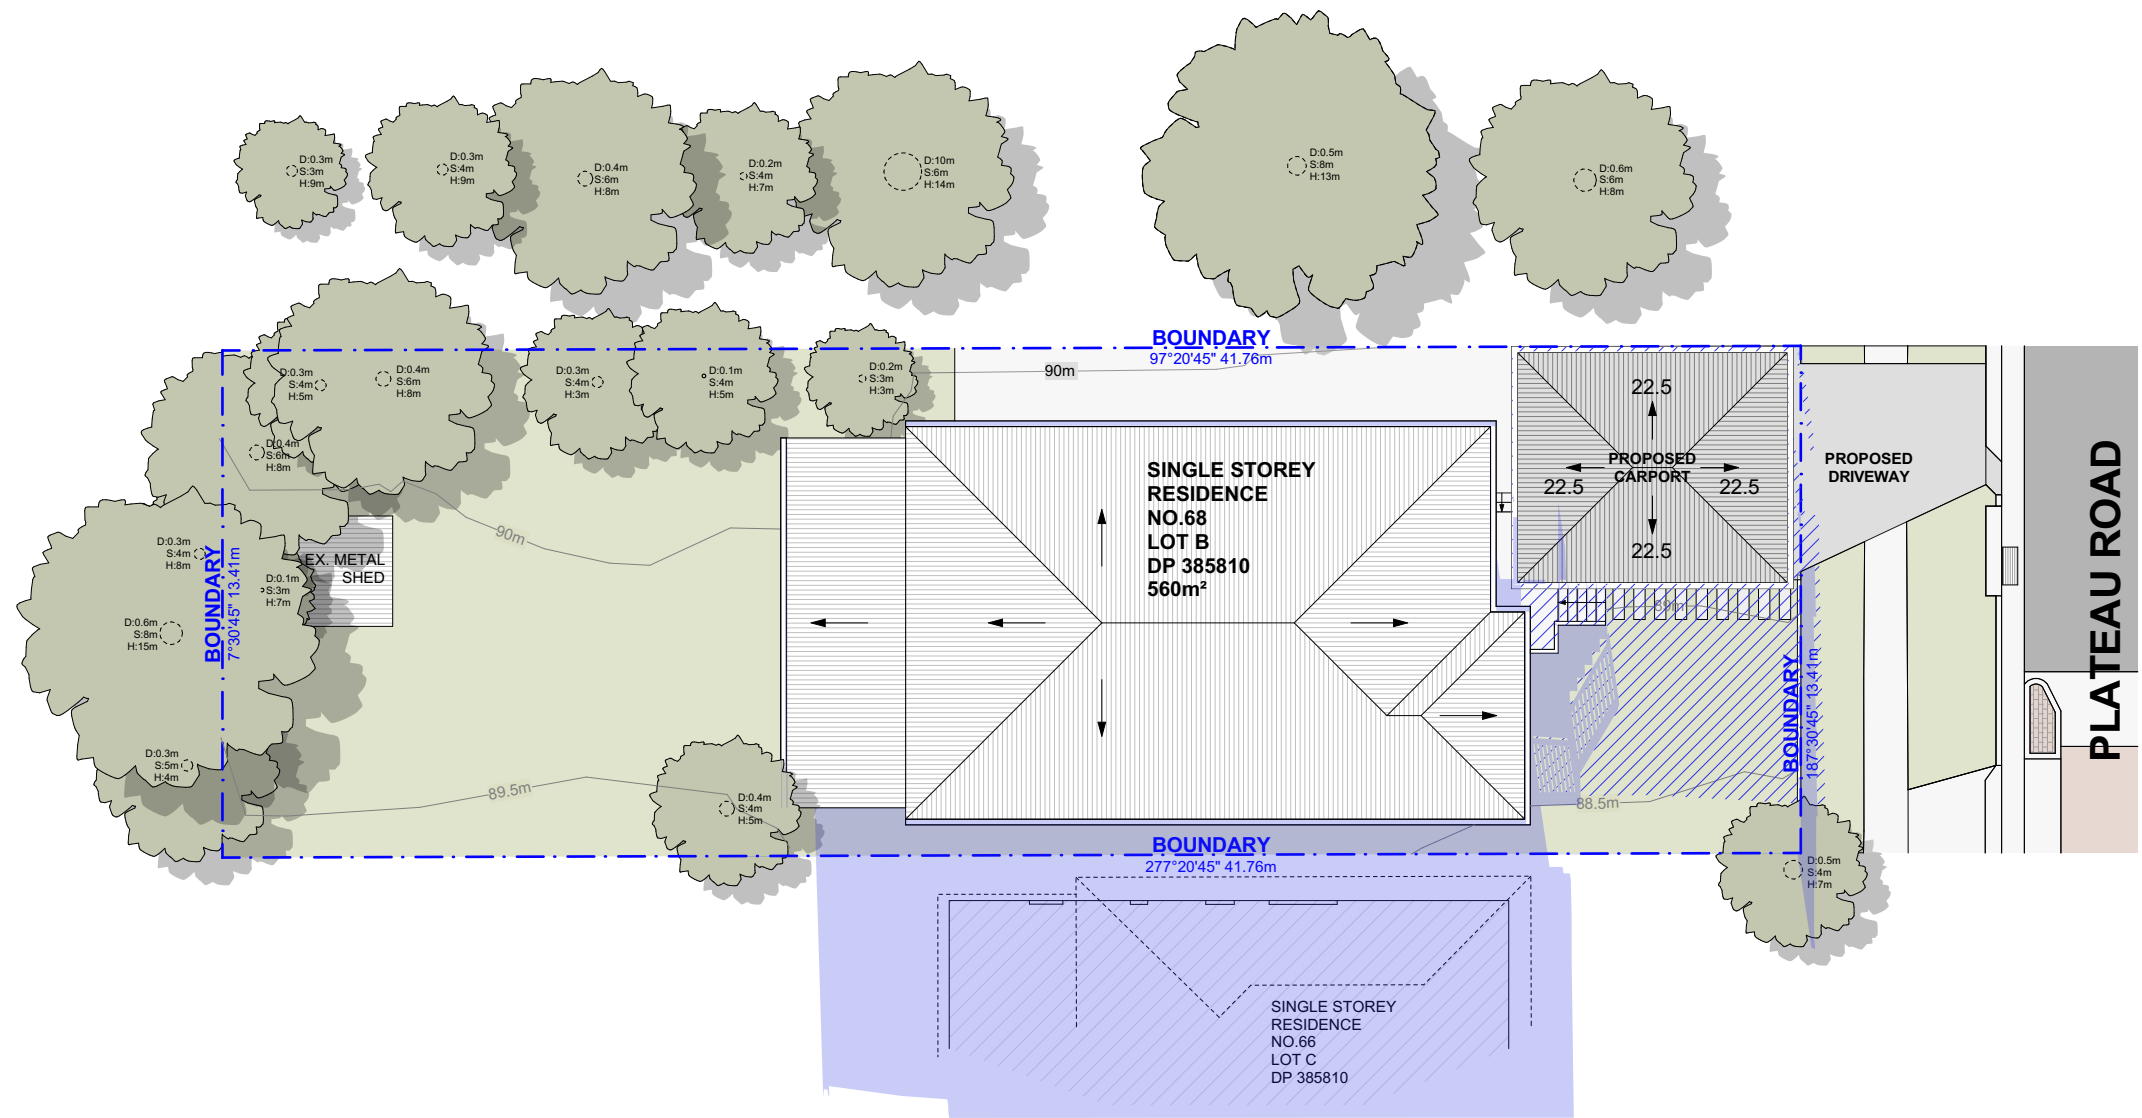 D:0.3m
S:3m
H:9m
D:0.3m
S:4m
H:9m
D:0.4m
S:6m
H:8m
D:0.2m
S:4m
H:7m
D:10m
S:6m
H:14m
D:0.5m
S:8m
H:13m
D:0.6m
S:6m
H:8m
BOUNDARY
97°20'45" 41.76m
90m
D:0.3m
S:4m
H:5m
D:0.4m
S:6m
H:8m
D:0.3m
S:4m
H:3m
D:0.1m
S:4m
H:5m
D:0.2m
S:3m
H:3m
D:0.4m
S:6m
H:8m
22.5
PROPOSED
CARPORT
22.5
22.5
22.5
PROPOSED
DRIVEWAY
PLATEAU ROAD
SINGLE STOREY
RESIDENCE
NO.68
LOT B
DP 385810
560m²
90m
D:0.3m
S:4m
H:8m
EX. METAL
SHED
D:0.1m
S:3m
H:7m
BOUNDARY
7°30'45" 13.41m
D:0.6m
S:8m
H:15m
89m
BOUNDARY
187°30'45" 13.41m
D:0.3m
S:5m
H:4m
89.5m
D:0.4m
S:4m
H:5m
88.5m
BOUNDARY
277°20'45" 41.76m
D:0.5m
S:4m
H:7m
SINGLE STOREY
RESIDENCE
NO.66
LOT C
DP 385810